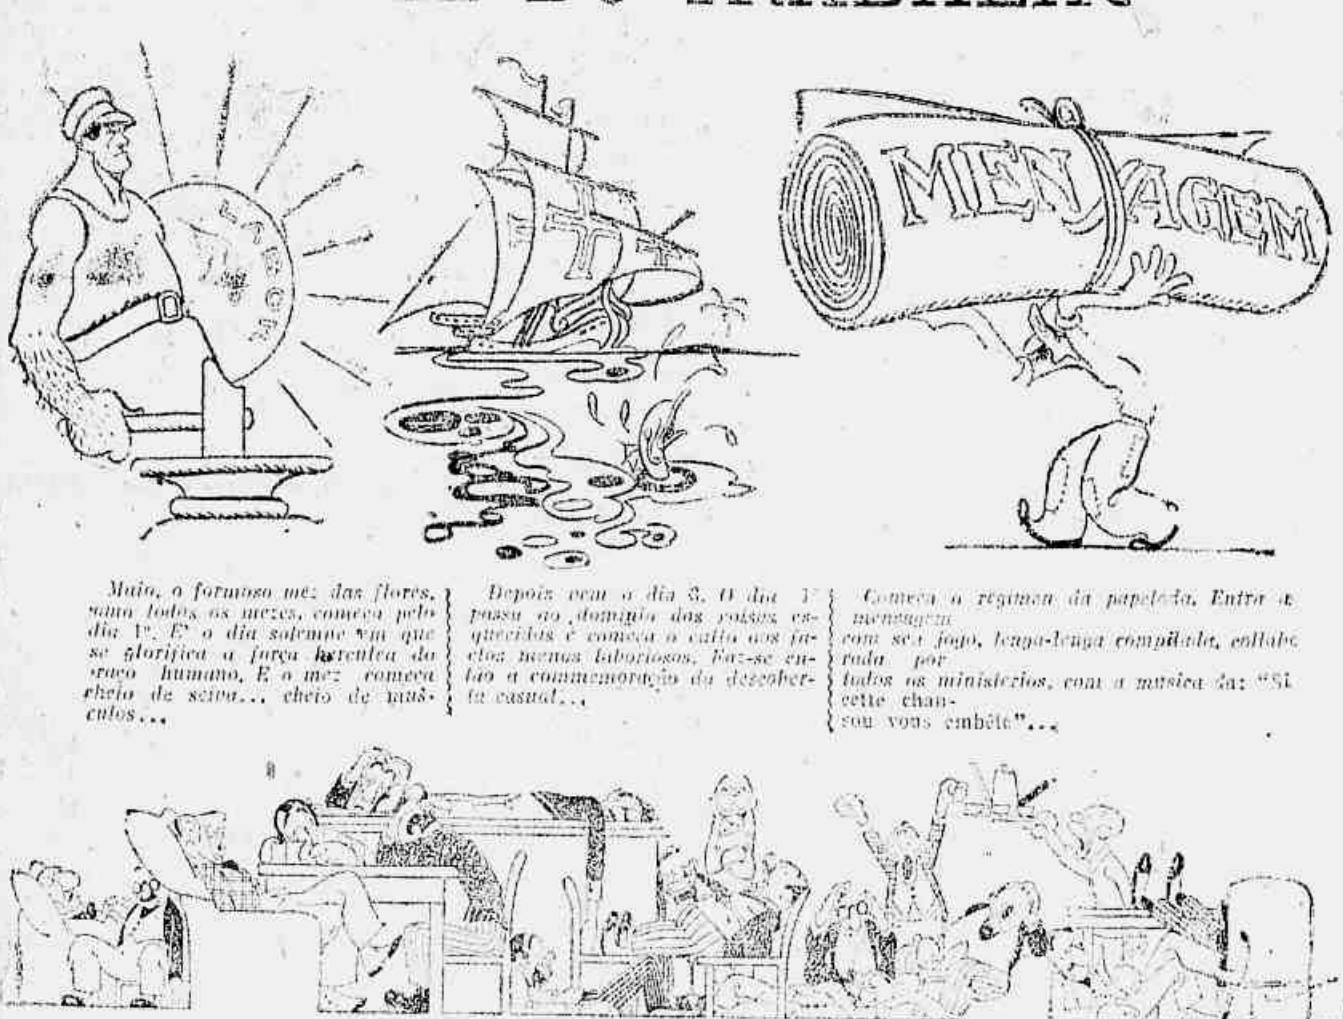 DO TRABALHO
LABOR
MENSAGEM
Maio, o formoso mez das flores,
como todos os mezes, começa pelo
dia 1º. E' o dia solemne em que
se glorifica a força herculea do
braço humano. E o mez começa
cheio de seiva... cheio de mus-
culos...
Depois vem o dia 3. O dia 1º
passa ao dominio das coisas es-
quecidas e começa o culto aos fa-
ctos menos laboriosos. Faz-se en-
tão a commemoração da descober-
ta casual...
Começa o regimen da papelada. Entra a
mensagem
com seu jogo, lenga-lenga compilada, collabo
rada por
todos os ministerios, com a musica da: "Si
cette chan-
son vous embête"...